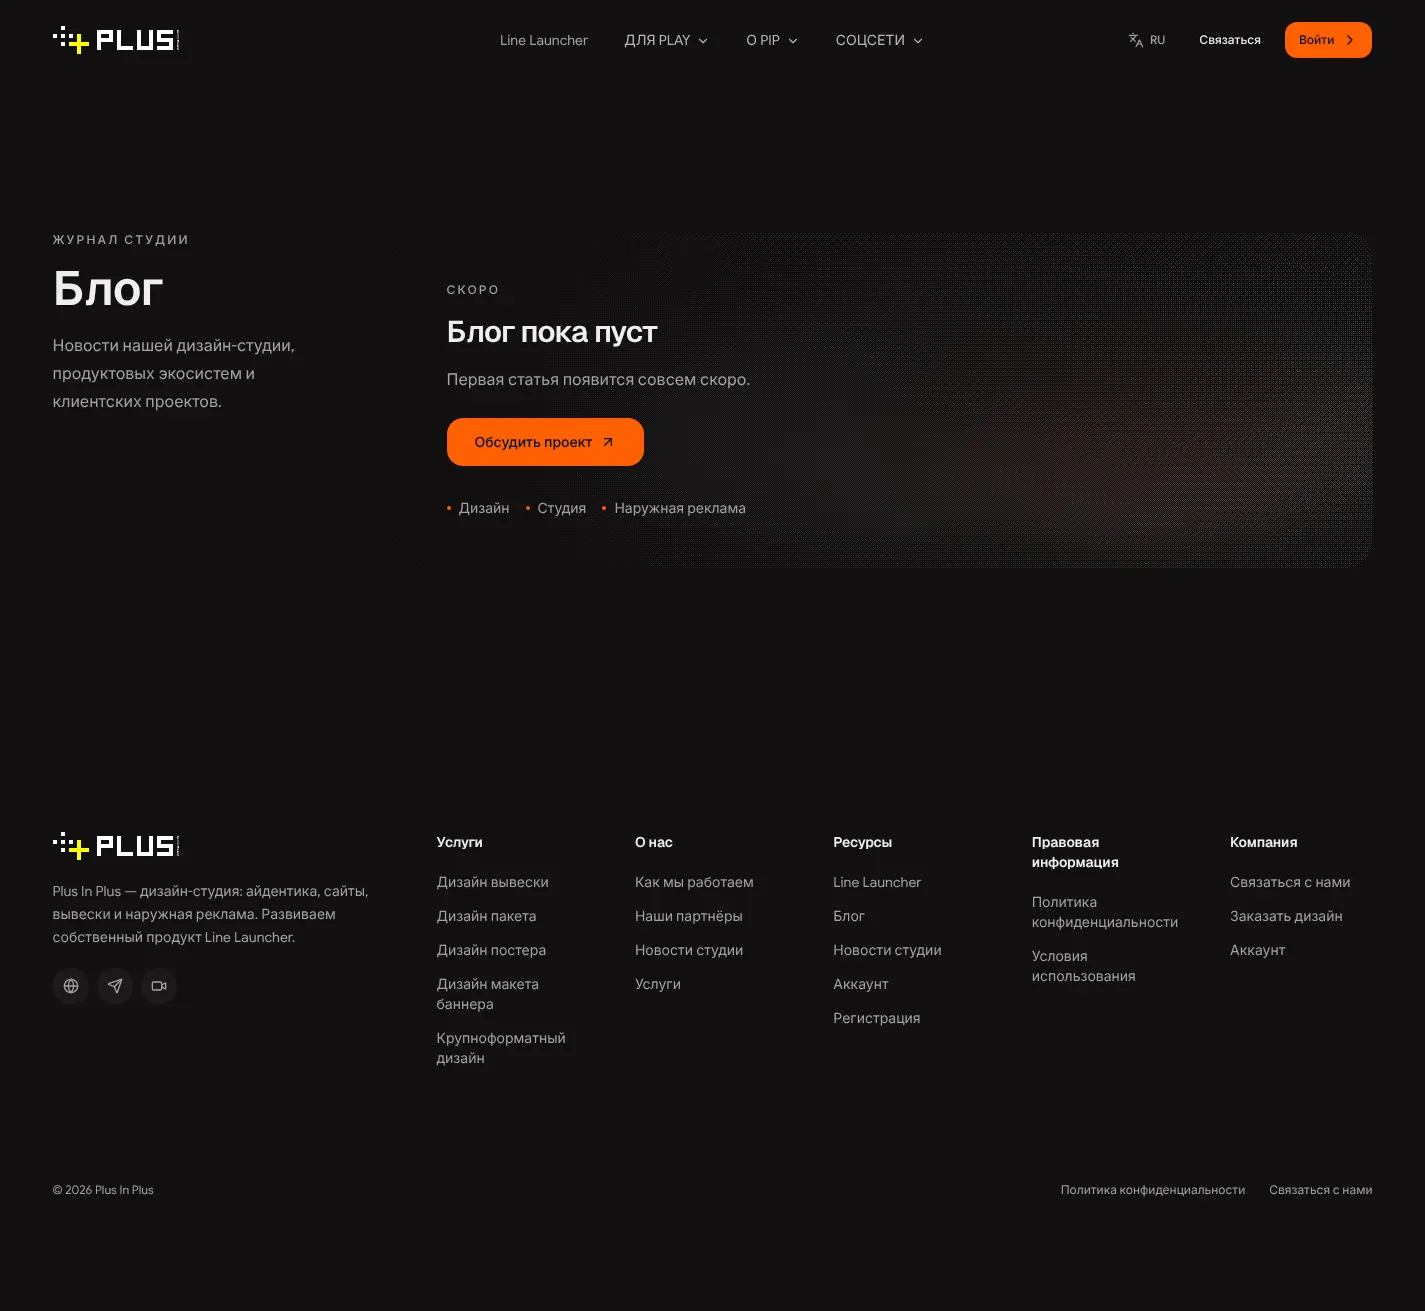 PLUS
Line Launcher
ДЛЯ PLAY
О PIP
СОЦСЕТИ
RU
Связаться
Войти
ЖУРНАЛ СТУДИИ
Блог
Новости нашей дизайн-студии,
продуктовых экосистем и
клиентских проектов.
СКОРО
Блог пока пуст
Первая статья появится совсем скоро.
Обсудить проект
Дизайн
Студия
Наружная реклама
PLUS
Plus In Plus — дизайн-студия: айдентика, сайты,
вывески и наружная реклама. Развиваем
собственный продукт Line Launcher.
Услуги
Дизайн вывески
Дизайн пакета
Дизайн постера
Дизайн макета
баннера
Крупноформатный
дизайн
О нас
Как мы работаем
Наши партнёры
Новости студии
Услуги
Ресурсы
Line Launcher
Блог
Новости студии
Аккаунт
Регистрация
Правовая
информация
Политика
конфиденциальности
Условия
использования
Компания
Связаться с нами
Заказать дизайн
Аккаунт
© 2026 Plus In Plus
Политика конфиденциальности
Связаться с нами